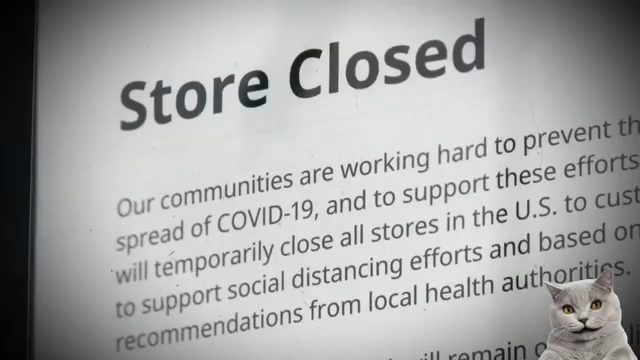 Store Closed
Our communities are working hard to prevent
spread of COVID-19, and to support these efforts
will temporarily close all stores in the U.S. to
to support social distancing efforts and based on
recommendations from local health authorities.
will remain